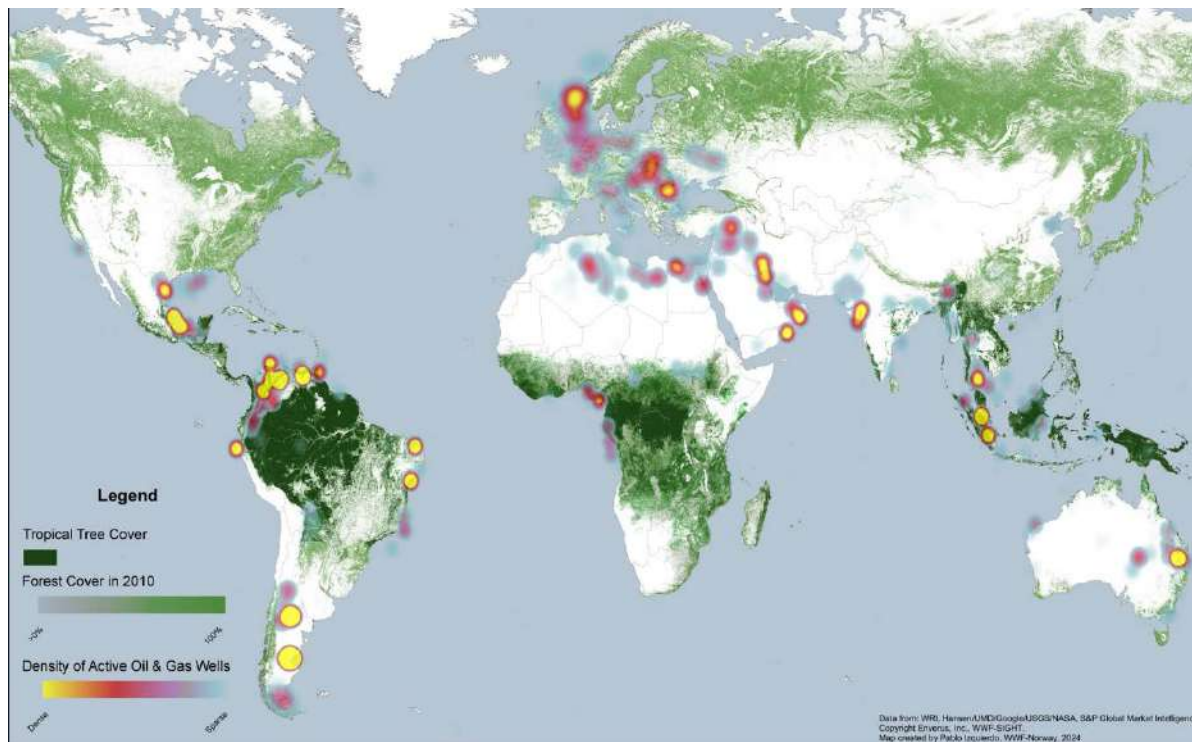 Legend
Tropical Tree Cover
Forest Cover in 2010
>0%
100%
Density of Active Oil & Gas Wells
Dense
Sparse
Data from: WRI, Hansen/UMD/Google/USGS/NASA, S&P Global Market Intelligenc
Copyright Enverus, Inc., WWF-SIGHT.
Map created by Pablo Izquierdo, WWF-Norway, 2024